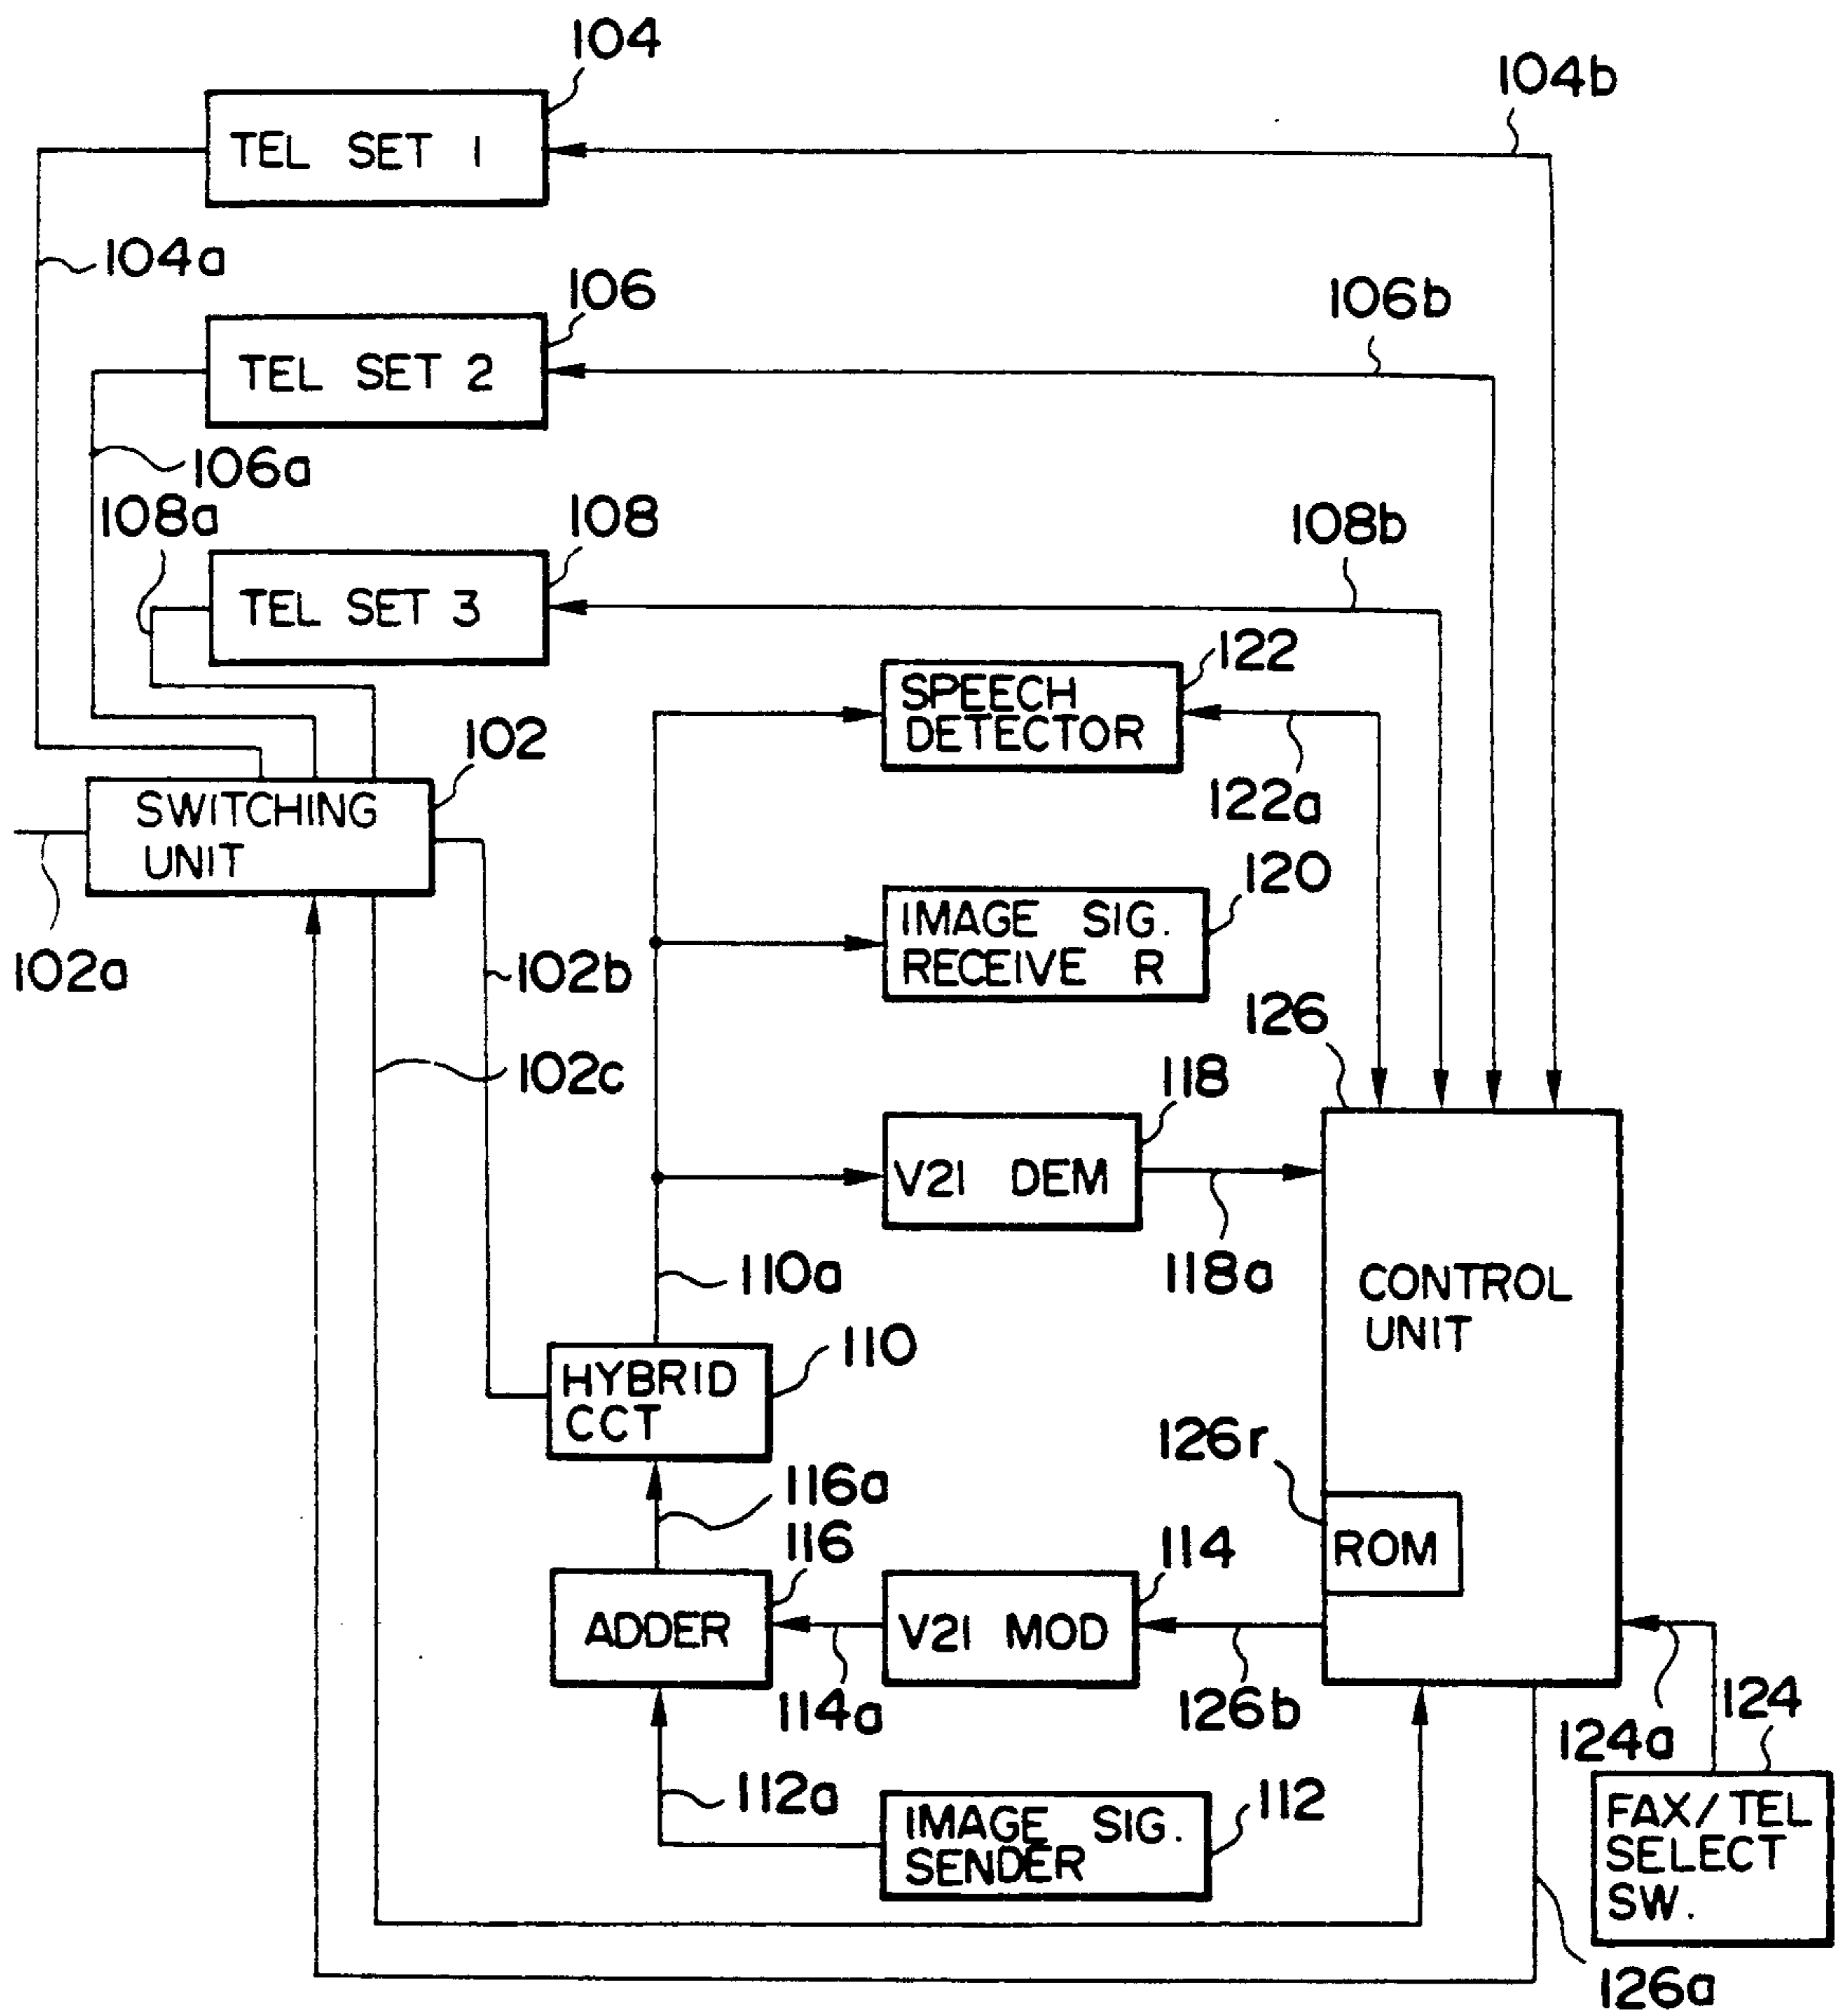 104
104b
TEL SET 1
104a
106
106b
TEL SET 2
106a
108a
108
108b
TEL SET 3
122
SPEECH
DETECTOR
102
122a
SWITCHING
UNIT
120
IMAGE SIG.
RECEIVE R
102a
102b
126
102c
118
V21 DEM
110a
118a
CONTROL
UNIT
110
HYBRID
CCT
126r
116a
116
114
ROM
ADDER
V21 MOD
114a
126b
124a
124
112a
112
IMAGE SIG.
SENDER
FAX/TEL
SELECT
SW.
126a